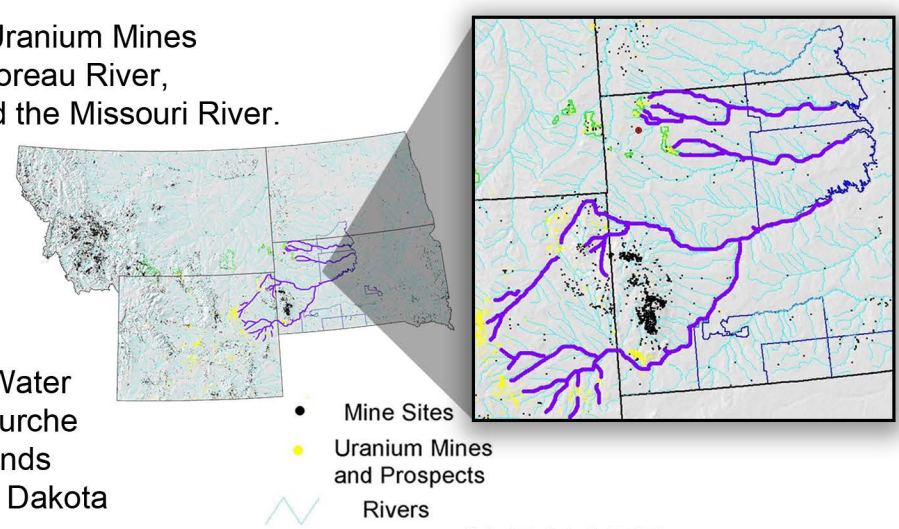 Uranium Mines
oreau River,
d the Missouri River.
Water
urche
nds
Dakota
Mine Sites
Uranium Mines
and Prospects
Rivers